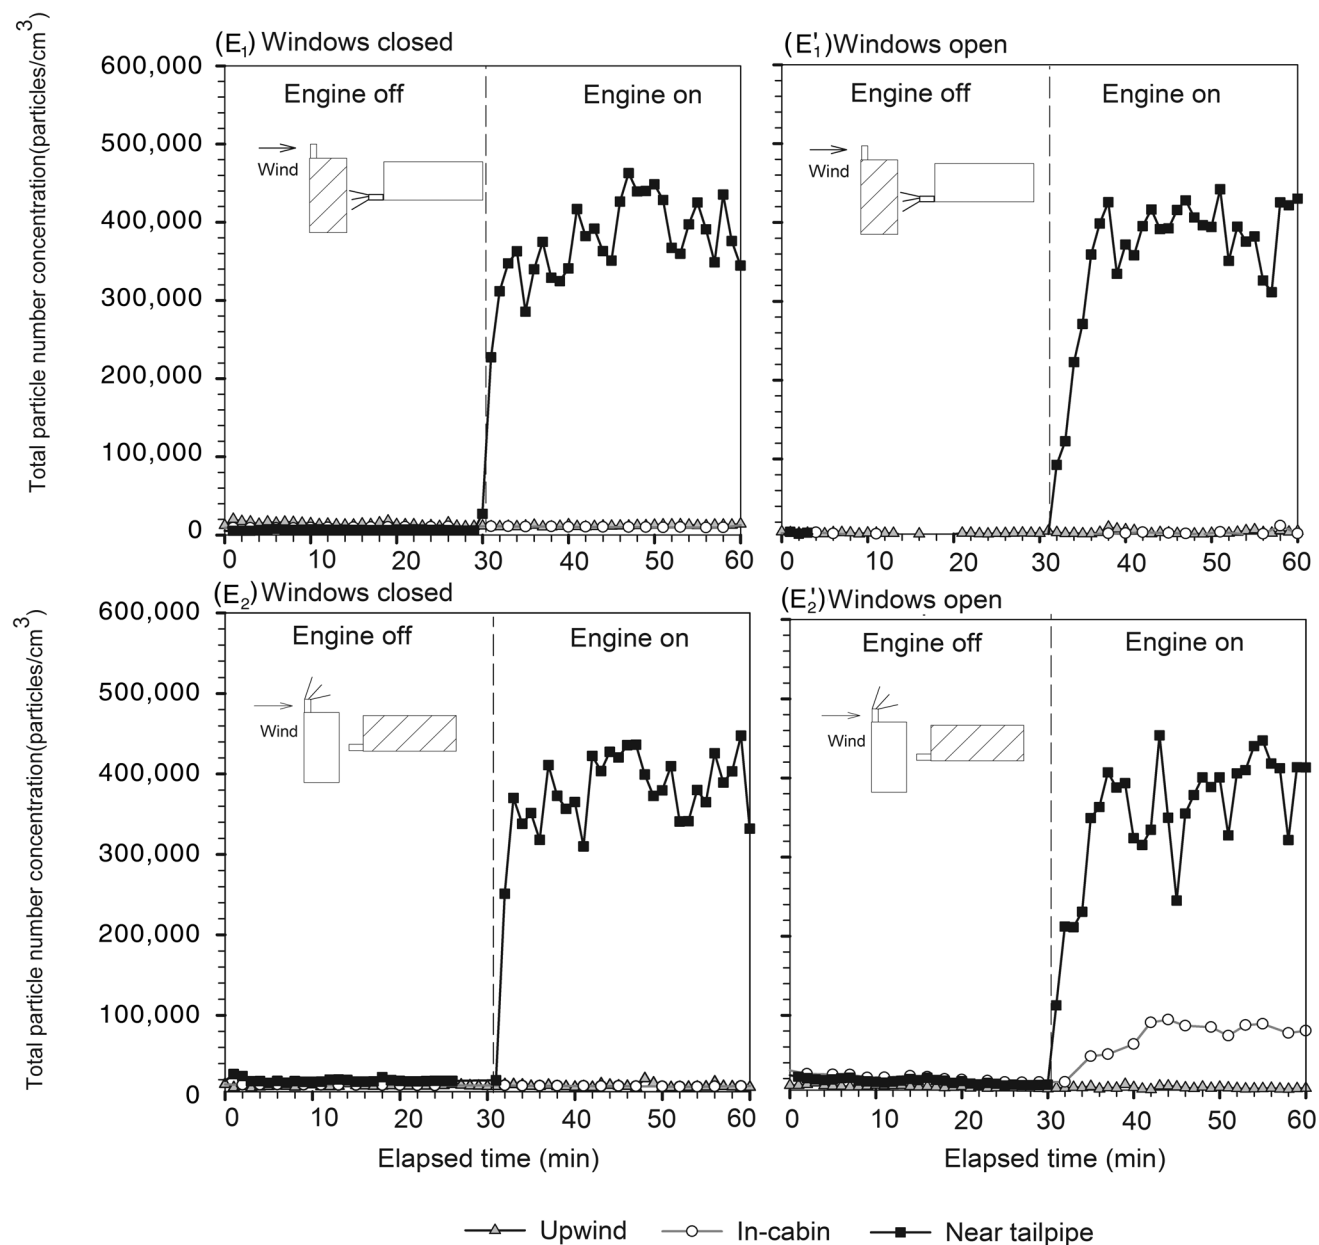 (E1) Windows closed
(E'1) Windows open
Total particle number concentration(particles/cm3)
600,000
500,000
400,000
300,000
200,000
100,000
0
Engine off
Engine on
Wind
0 10 20 30 40 50 60
Engine off
Engine on
Wind
0 10 20 30 40 50 60
(E2) Windows closed
(E'2) Windows open
Total particle number concentration(particles/cm3)
600,000
500,000
400,000
300,000
200,000
100,000
0
Engine off
Engine on
Wind
0 10 20 30 40 50 60
Elapsed time (min)
Engine off
Engine on
Wind
0 10 20 30 40 50 60
Elapsed time (min)
Upwind In-cabin Near tailpipe